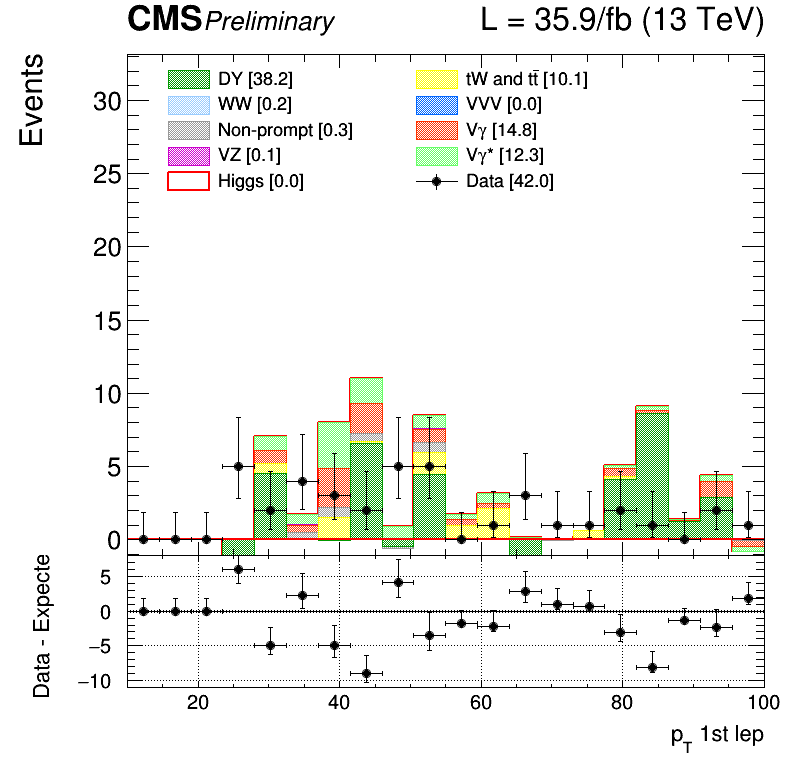 CMS Preliminary L = 35.9/fb (13 TeV)
Events
DY [38.2]
WW [0.2]
Non-prompt [0.3]
VZ [0.1]
Higgs [0.0]
tW and tt̄ [10.1]
VVV [0.0]
Vγ [14.8]
Vγ* [12.3]
Data [42.0]
30
25
20
15
10
5
0
Data - Expecte
5
0
−5
−10
20 40 60 80 100
p_T 1st lep